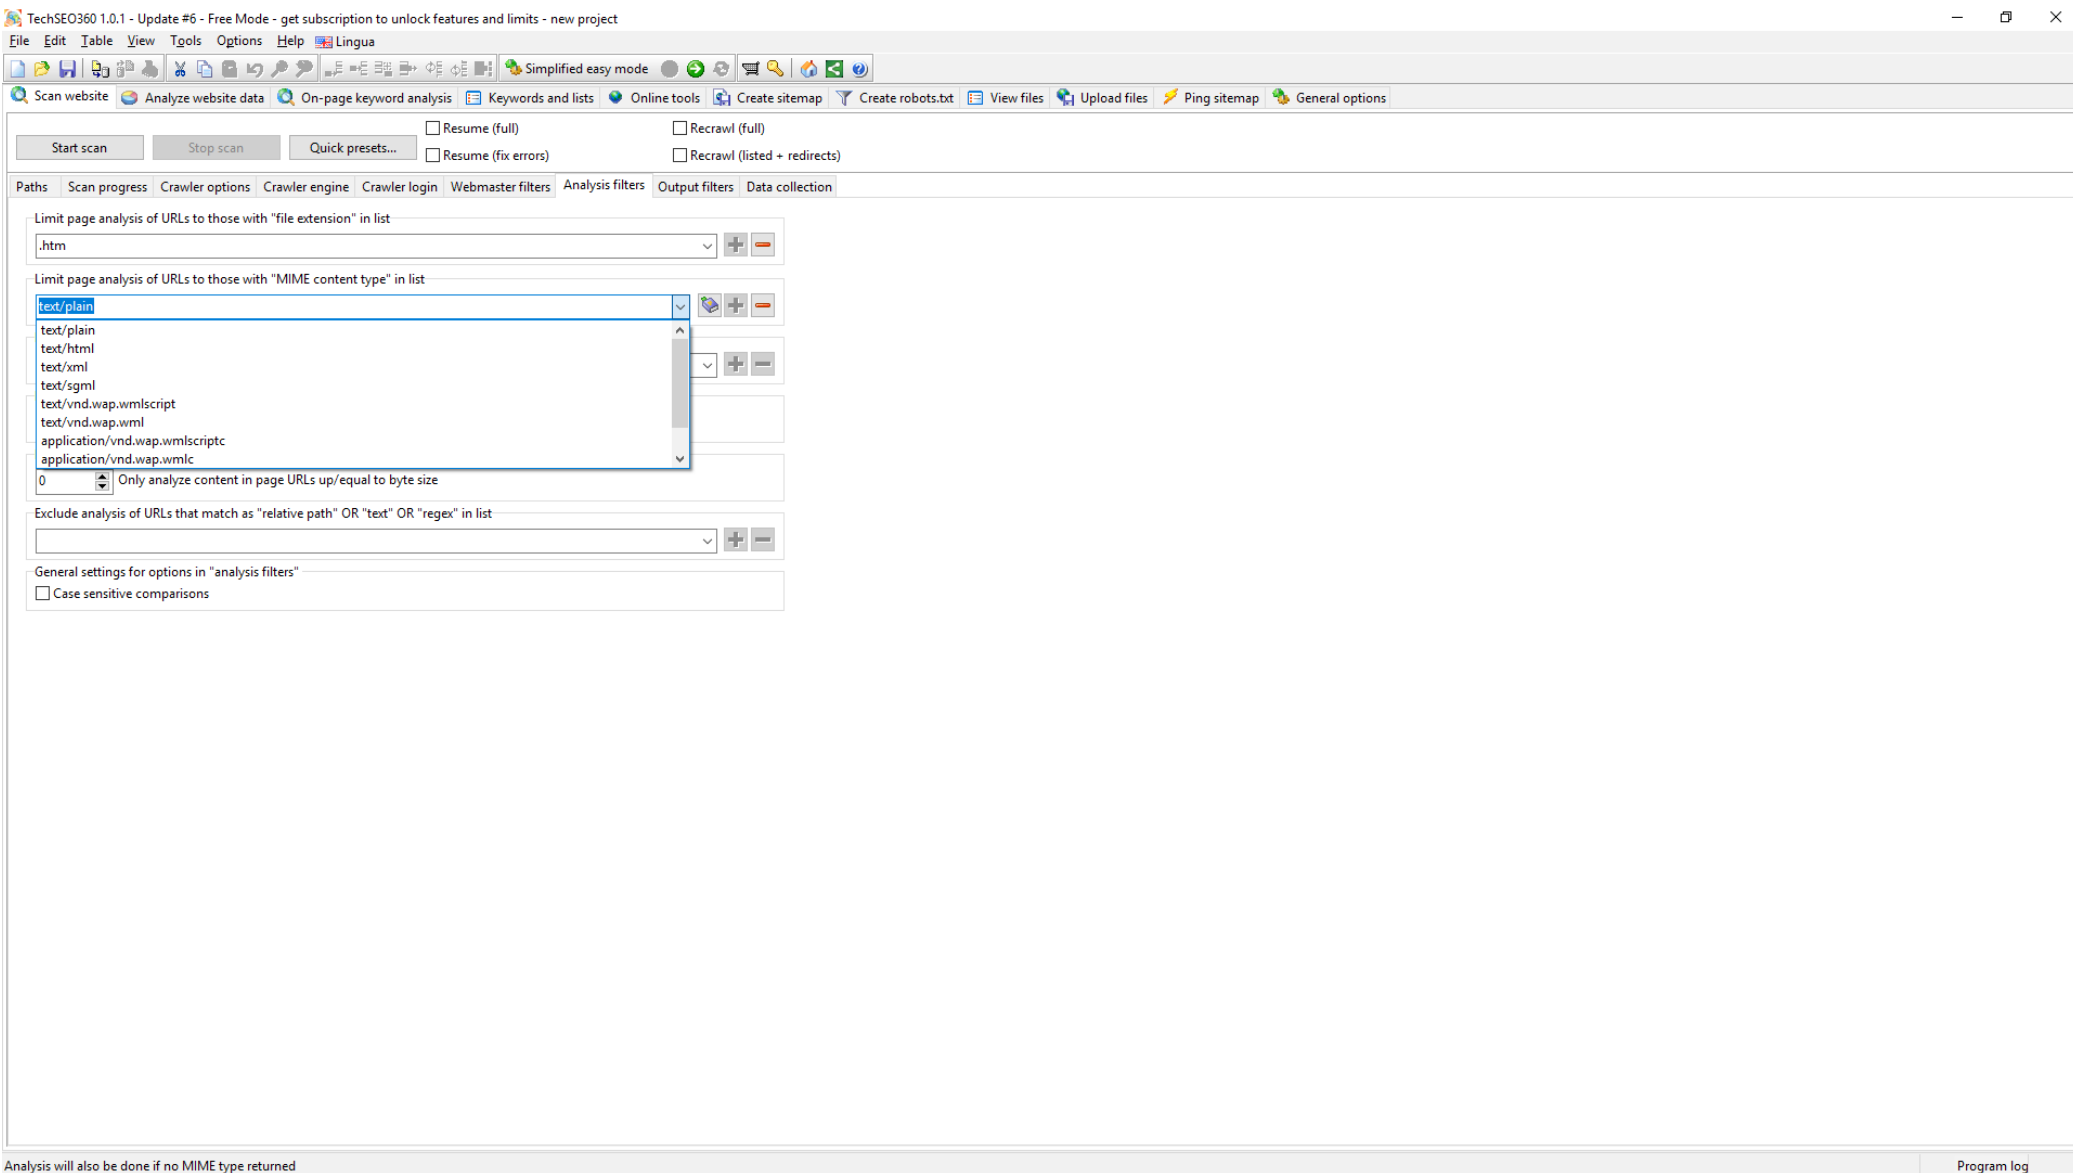 TechSEO360 1.0.1 - Update #6 - Free Mode - get subscription to unlock features and limits - new project
File Edit Table View Tools Options Help Lingua
Simplified easy mode
Scan website Analyze website data On-page keyword analysis Keywords and lists Online tools Create sitemap Create robots.txt View files Upload files Ping sitemap General options
Start scan Stop scan Quick presets...
Resume (full) Recrawl (full)
Resume (fix errors) Recrawl (listed + redirects)
Paths Scan progress Crawler options Crawler engine Crawler login Webmaster filters Analysis filters Output filters Data collection
Limit page analysis of URLs to those with "file extension" in list
.htm
Limit page analysis of URLs to those with "MIME content type" in list
text/plain
text/plain
text/html
text/xml
text/sgml
text/vnd.wap.wmlscript
text/vnd.wap.wml
application/vnd.wap.wmlscriptc
application/vnd.wap.wmlc
0 Only analyze content in page URLs up/equal to byte size
Exclude analysis of URLs that match as "relative path" OR "text" OR "regex" in list
General settings for options in "analysis filters"
Case sensitive comparisons
Analysis will also be done if no MIME type returned Program log